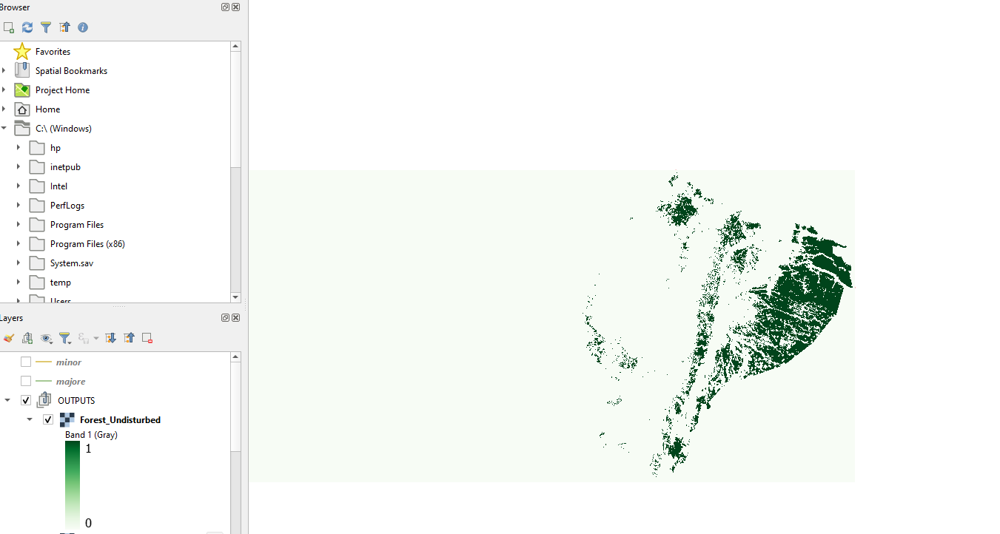 Browser
Favorites
Spatial Bookmarks
Project Home
Home
C:\ (Windows)
hp
inetpub
Intel
PerfLogs
Program Files
Program Files (x86)
System.sav
temp
Users
Layers
minor
majore
OUTPUTS
Forest_Undisturbed
Band 1 (Gray)
1
0